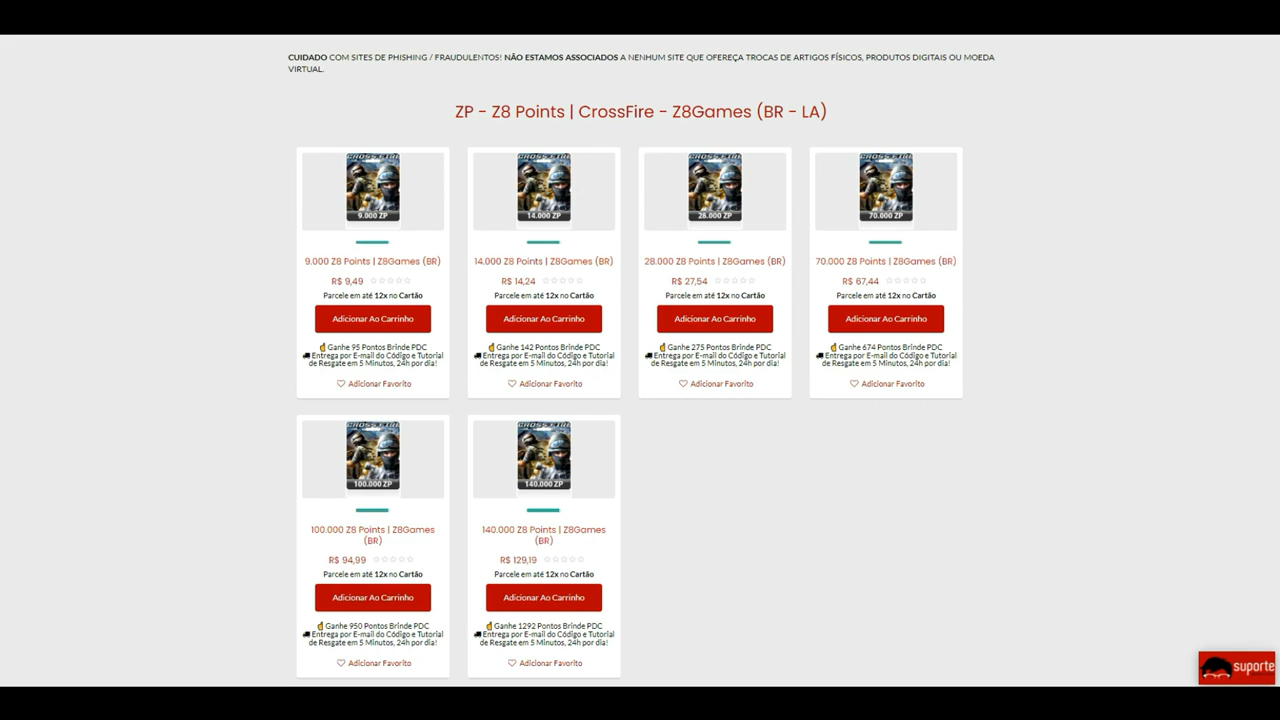 CUIDADO COM SITES DE PHISHING / FRAUDULENTOS! NÃO ESTAMOS ASSOCIADOS A NENHUM SITE QUE OFEREÇA TROCAS DE ARTIGOS FÍSICOS, PRODUTOS DIGITAIS OU MOEDA
VIRTUAL.
ZP - Z8 Points | CrossFire - Z8Games (BR - LA)
CROSS FIRE
9.000 ZP
9.000 Z8 Points | Z8Games (BR)
R$ 9,49
Parcele em até 12x no Cartão
Adicionar Ao Carrinho
Ganhe 95 Pontos Brinde PDC
Entrega por E-mail do Código e Tutorial
de Resgate em 5 Minutos, 24h por dia!
Adicionar Favorito
CROSS FIRE
14.000 ZP
14.000 Z8 Points | Z8Games (BR)
R$ 14,24
Parcele em até 12x no Cartão
Adicionar Ao Carrinho
Ganhe 142 Pontos Brinde PDC
Entrega por E-mail do Código e Tutorial
de Resgate em 5 Minutos, 24h por dia!
Adicionar Favorito
CROSS FIRE
28.000 ZP
28.000 Z8 Points | Z8Games (BR)
R$ 27,54
Parcele em até 12x no Cartão
Adicionar Ao Carrinho
Ganhe 275 Pontos Brinde PDC
Entrega por E-mail do Código e Tutorial
de Resgate em 5 Minutos, 24h por dia!
Adicionar Favorito
CROSS FIRE
70.000 ZP
70.000 Z8 Points | Z8Games (BR)
R$ 67,44
Parcele em até 12x no Cartão
Adicionar Ao Carrinho
Ganhe 674 Pontos Brinde PDC
Entrega por E-mail do Código e Tutorial
de Resgate em 5 Minutos, 24h por dia!
Adicionar Favorito
CROSS FIRE
100.000 ZP
100.000 Z8 Points | Z8Games
(BR)
R$ 94,99
Parcele em até 12x no Cartão
Adicionar Ao Carrinho
Ganhe 950 Pontos Brinde PDC
Entrega por E-mail do Código e Tutorial
de Resgate em 5 Minutos, 24h por dia!
Adicionar Favorito
CROSS FIRE
140.000 ZP
140.000 Z8 Points | Z8Games
(BR)
R$ 129,19
Parcele em até 12x no Cartão
Adicionar Ao Carrinho
Ganhe 1292 Pontos Brinde PDC
Entrega por E-mail do Código e Tutorial
de Resgate em 5 Minutos, 24h por dia!
Adicionar Favorito
suporte